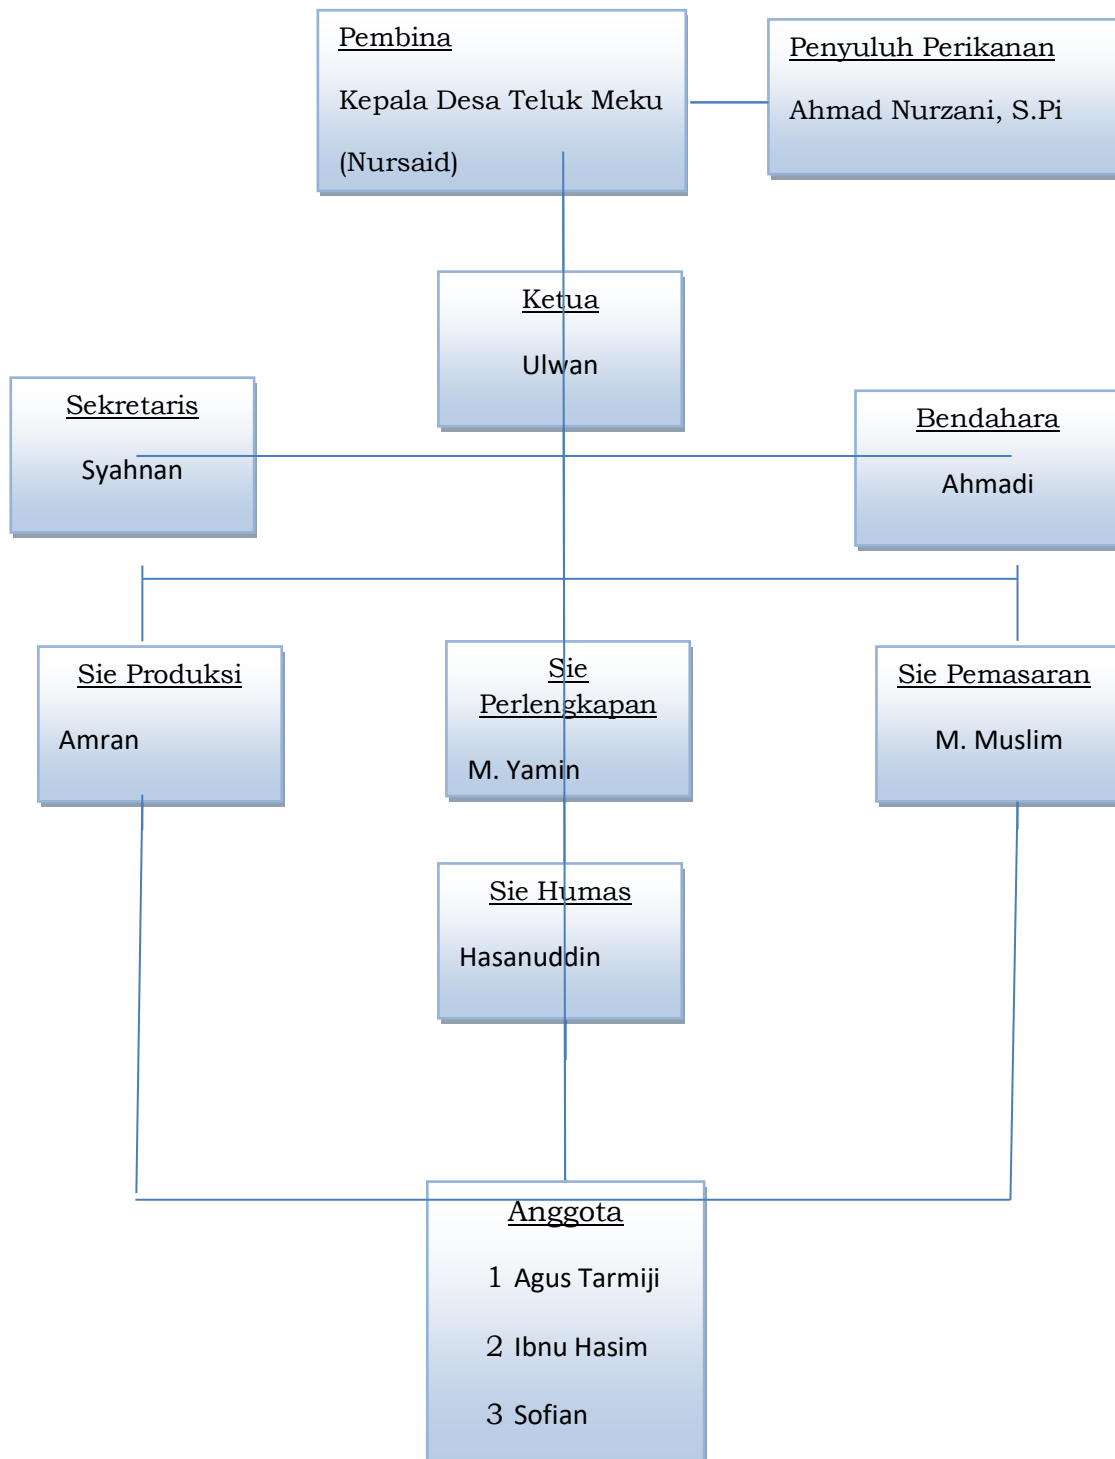 Pembina
Kepala Desa Teluk Meku
(Nursaid)
Penyuluh Perikanan
Ahmad Nurzani, S.Pi
Ketua
Ulwan
Sekretaris
Syahnan
Bendahara
Ahmadi
Sie Produksi
Amran
Sie
Perlengkapan
M. Yamin
Sie Pemasaran
M. Muslim
Sie Humas
Hasanuddin
Anggota
1 Agus Tarmiji
2 Ibnu Hasim
3 Sofian